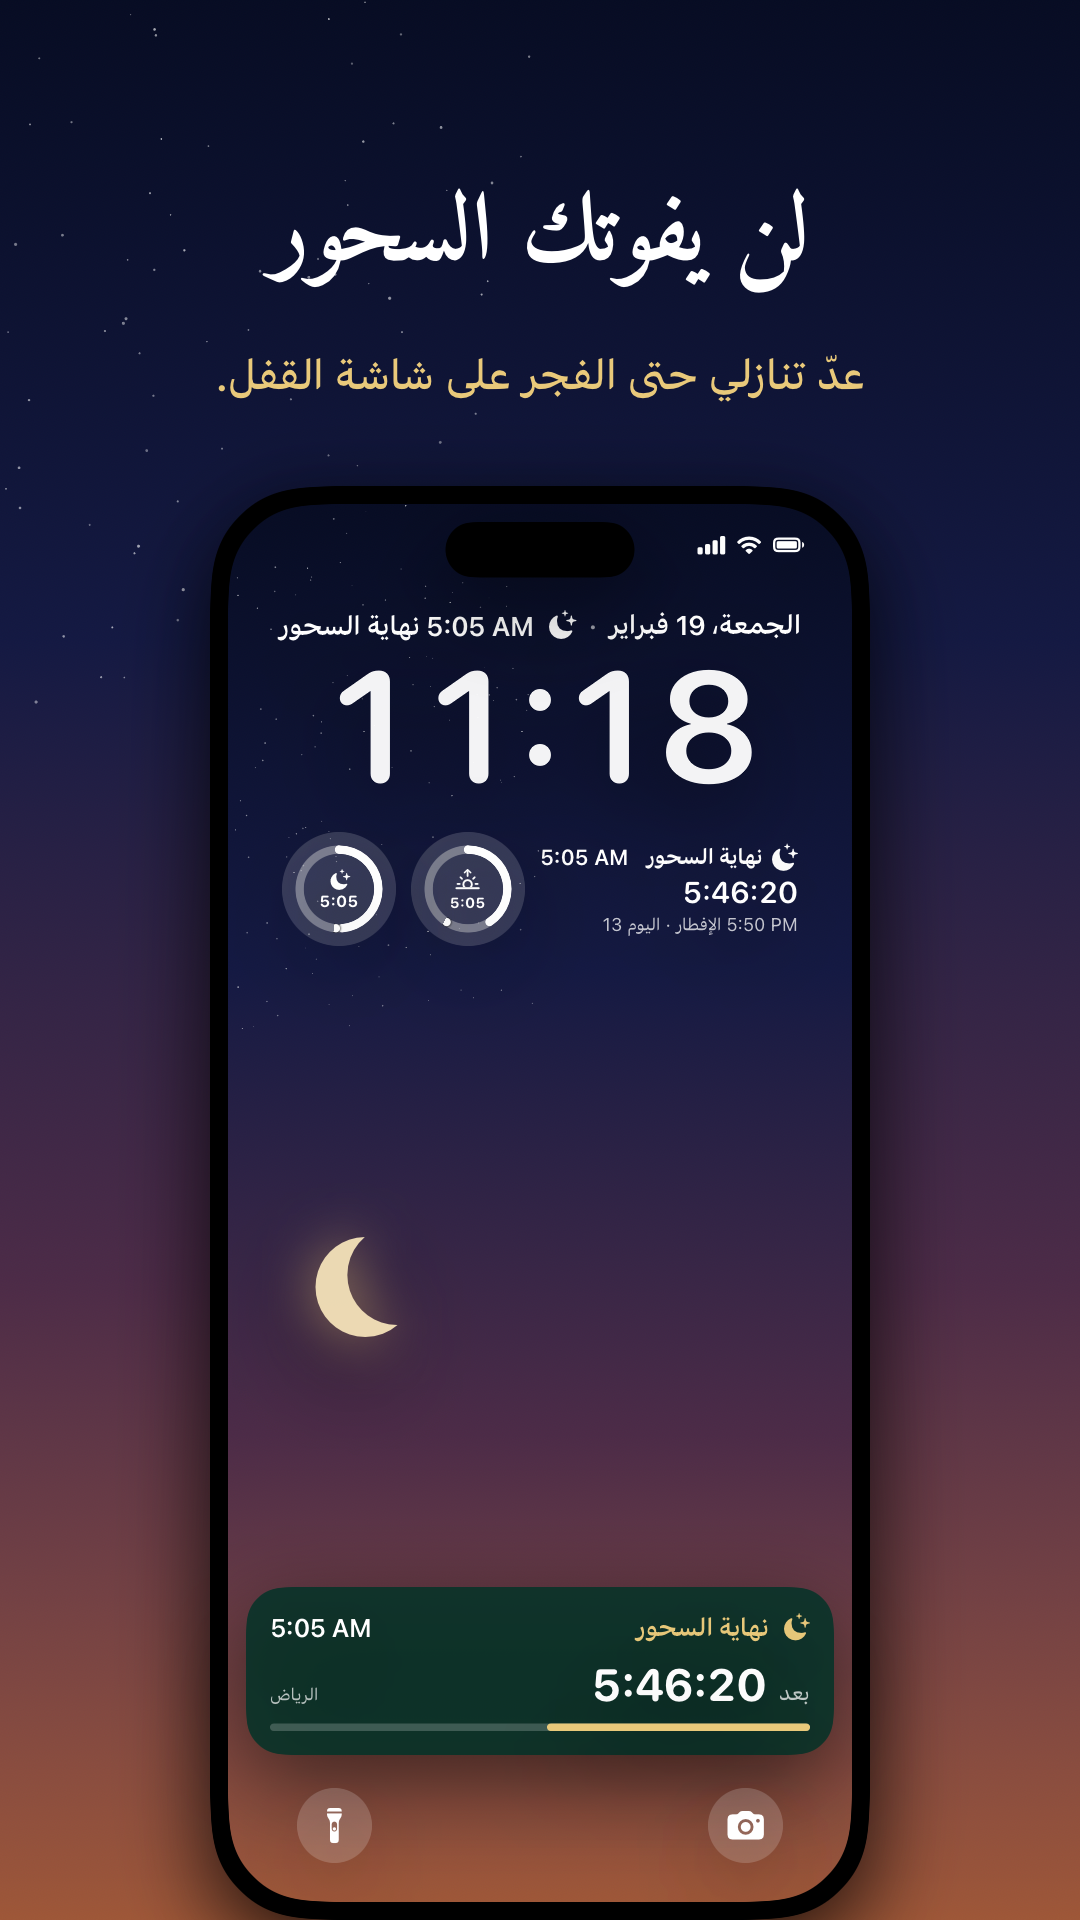 لن يفوتك السحور
عدّ تنازلي حتى الفجر على شاشة القفل.
الجمعة، 19 فبراير · 5:05 AM نهاية السحور
11:18
نهاية السحور 5:05 AM
5:46:20
5:50 PM الإفطار · اليوم 13
5:05
5:05
نهاية السحور 5:05 AM
بعد 5:46:20 الرياض